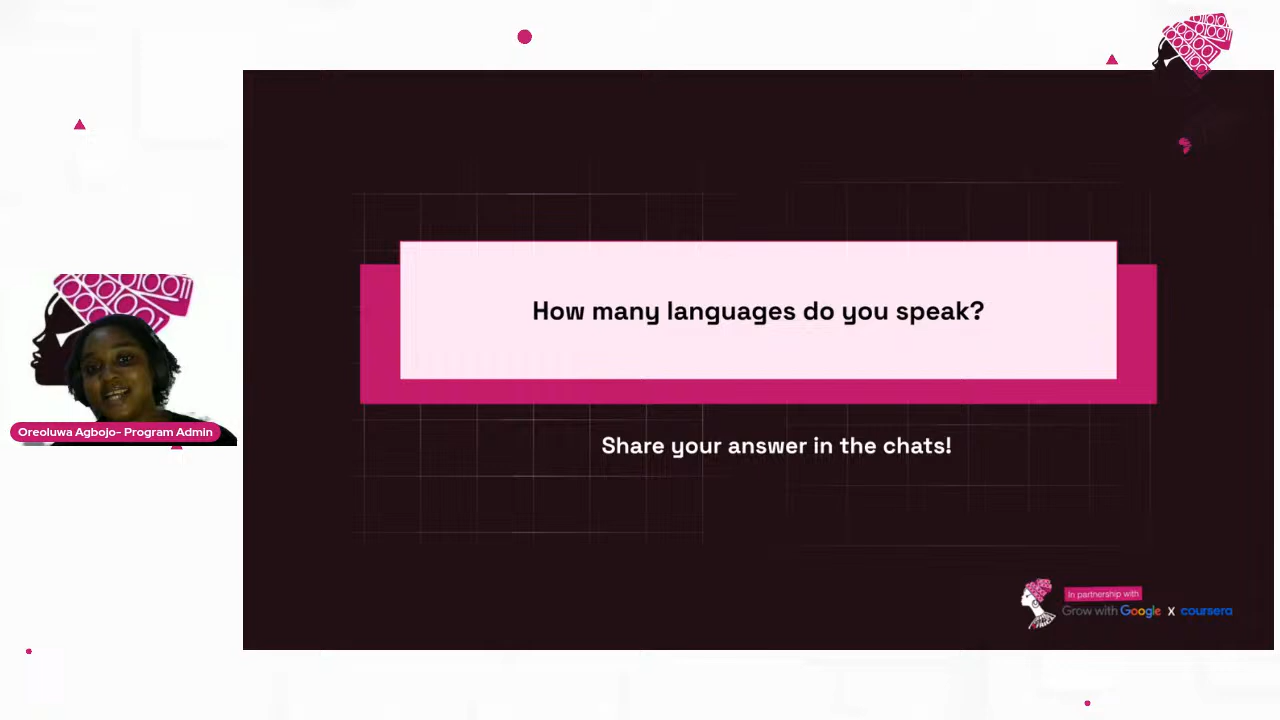 How many languages do you speak?
Share your answer in the chats!
Oreoluwa Agbojo- Program Admin
In partnership with
Grow with Google X coursera